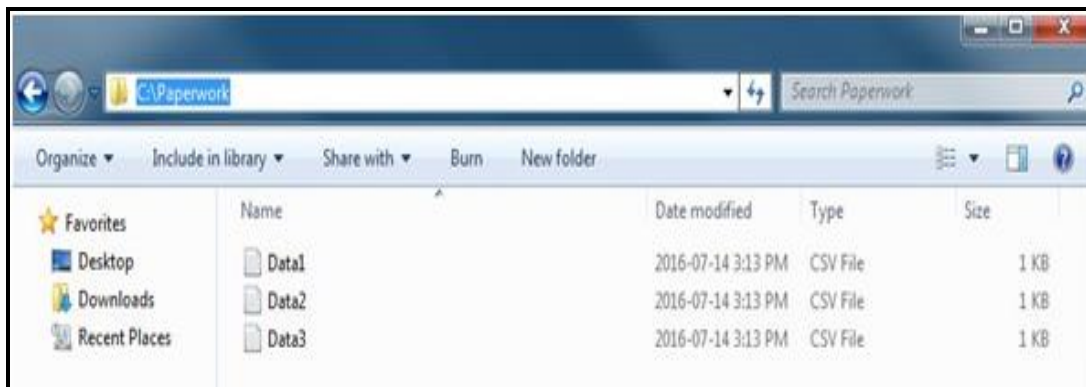 C:\Paperwork
Search Paperwork
Organize Include in library Share with Burn New folder
Name Date modified Type Size
Favorites
Desktop
Downloads
Recent Places
Data1 2016-07-14 3:13 PM CSV File 1 KB
Data2 2016-07-14 3:13 PM CSV File 1 KB
Data3 2016-07-14 3:13 PM CSV File 1 KB